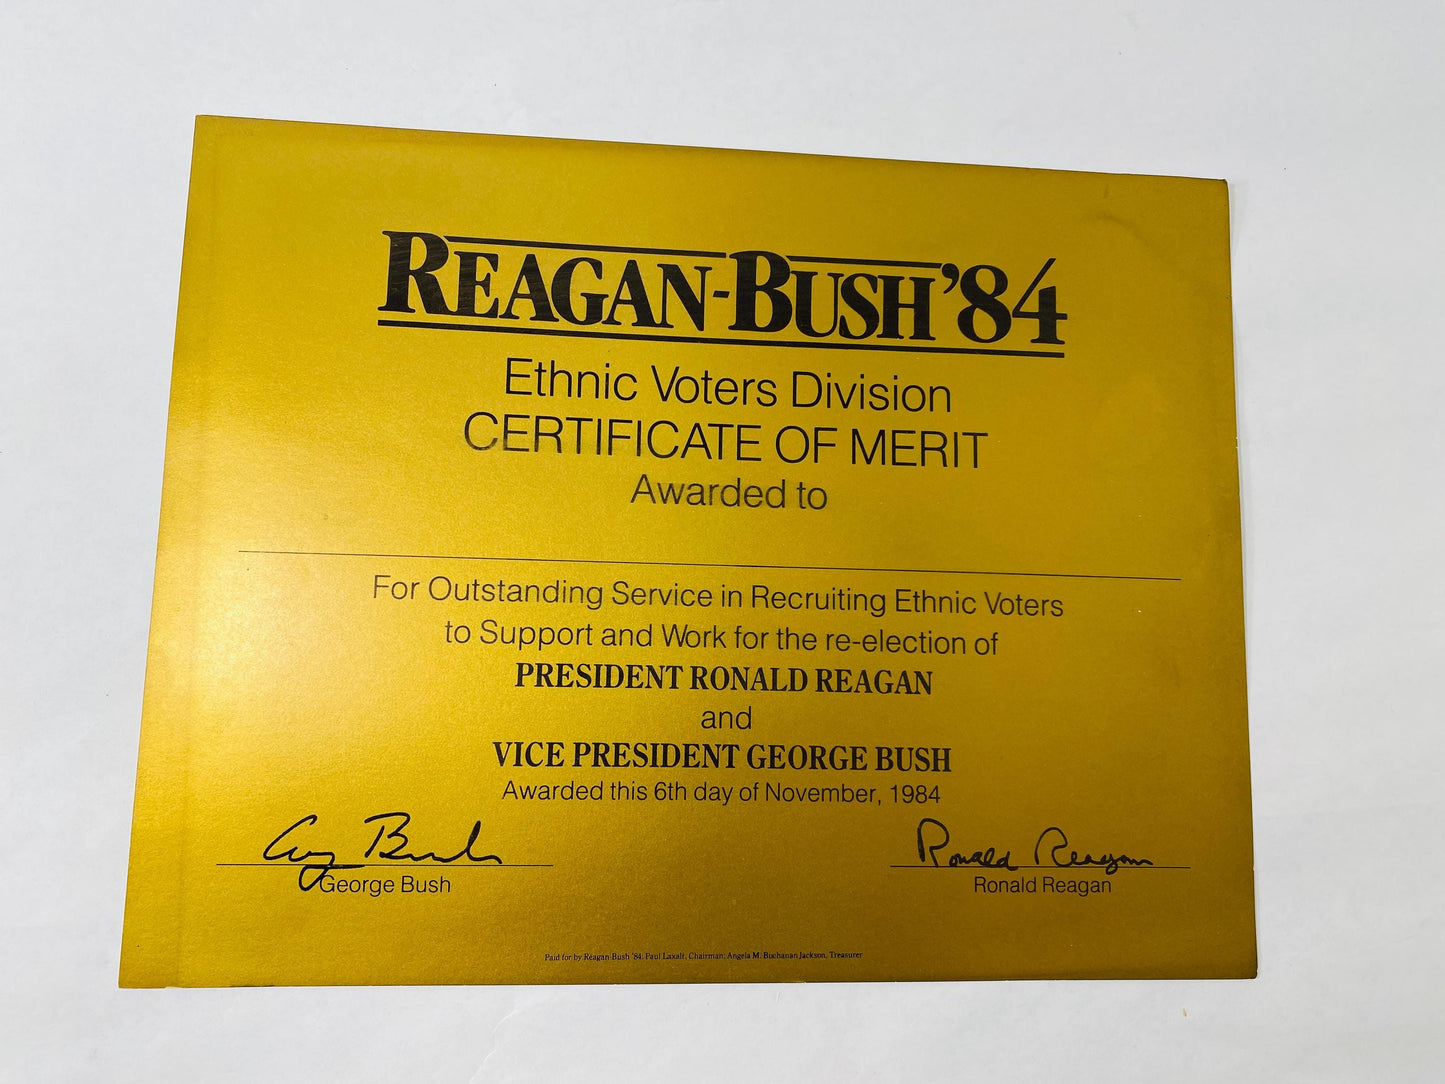 REAGAN-BUSH '84
Ethnic Voters Division
CERTIFICATE OF MERIT
Awarded to
For Outstanding Service in Recruiting Ethnic Voters
to Support and Work for the re-election of
PRESIDENT RONALD REAGAN
and
VICE PRESIDENT GEORGE BUSH
Awarded this 6th day of November, 1984
George Bush
Ronald Reagan
George Bush
Ronald Reagan
Paid for by Reagan-Bush '84: Paul Laxalt, Chairman; Angela M. Buchanan Jackson, Treasurer